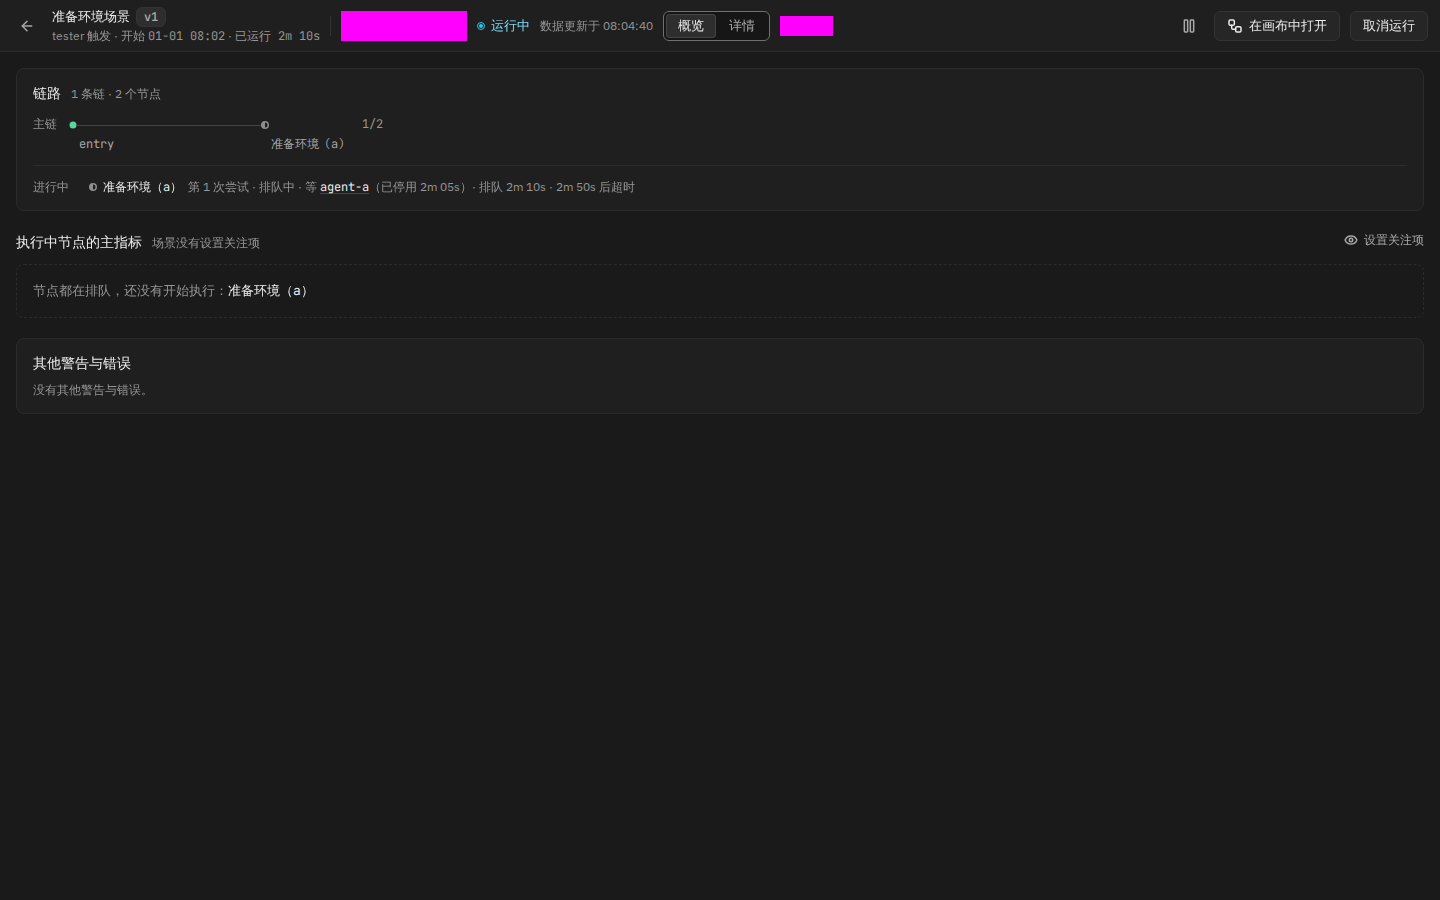 准备环境场景 v1
tester 触发 · 开始 01-01 08:02 · 已运行 2m 10s
运行中 数据更新于 08:04:40 概览 详情
在画布中打开 取消运行
链路 1 条链 · 2 个节点
主链 1/2
entry 准备环境（a）
进行中 准备环境（a） 第 1 次尝试 · 排队中 · 等 agent-a（已停用 2m 05s） · 排队 2m 10s · 2m 50s 后超时
执行中节点的主指标 场景没有设置关注项 设置关注项
节点都在排队，还没有开始执行：准备环境（a）
其他警告与错误
没有其他警告与错误。